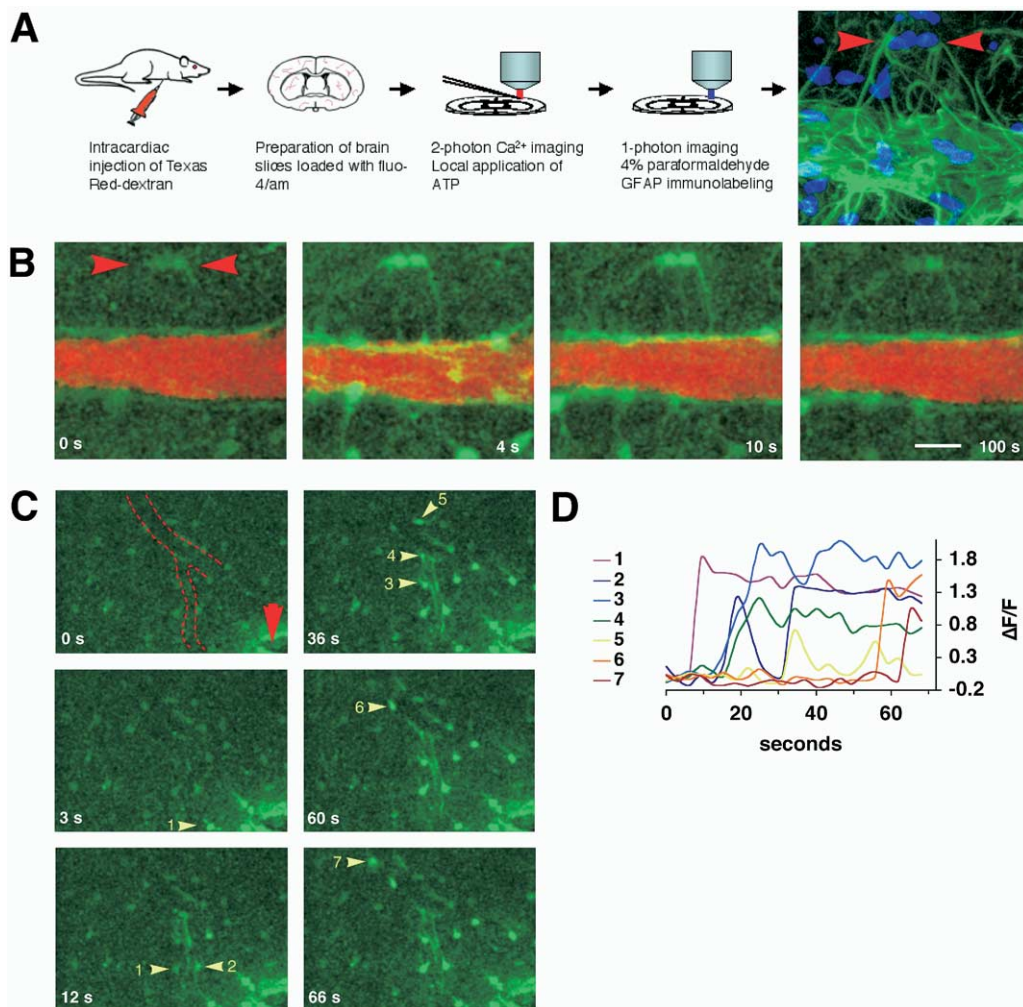 A
Intracardiac
injection of Texas
Red-dextran
Preparation of brain
slices loaded with fluo-
4/am
2-photon Ca²⁺ imaging
Local application of
ATP
1-photon imaging
4% paraformaldehyde
GFAP immunolabeling
B
0 s
4 s
10 s
100 s
C
0 s
5
4
3
36 s
1
3 s
6
60 s
1
2
12 s
7
66 s
D
1
2
3
4
5
6
7
1.8
1.3
0.8
0.3
-0.2
ΔF/F
0
20
40
60
seconds